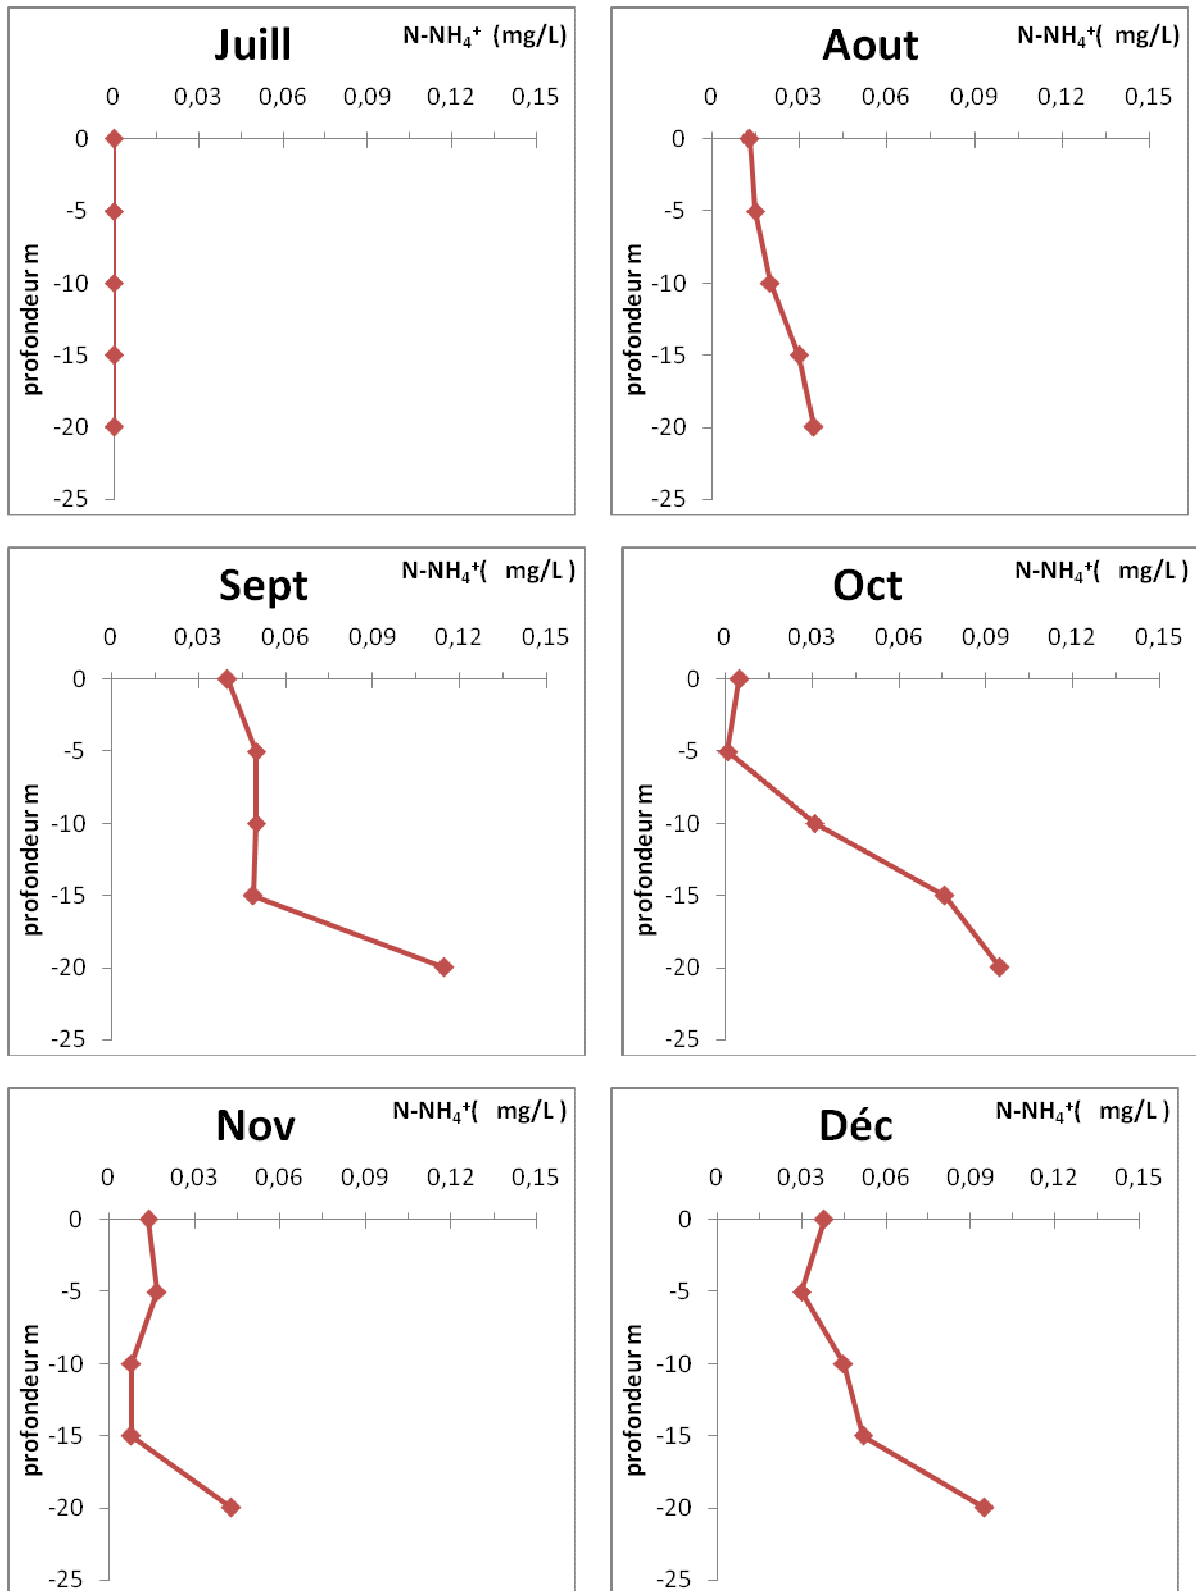 Juill N-NH₄⁺ (mg/L)
0 0,03 0,06 0,09 0,12 0,15
0
-5
-10
-15
-20
-25
profondeur m
Aout N-NH₄⁺( mg/L)
0 0,03 0,06 0,09 0,12 0,15
0
-5
-10
-15
-20
-25
profondeur m
Sept N-NH₄⁺( mg/L )
0 0,03 0,06 0,09 0,12 0,15
0
-5
-10
-15
-20
-25
profondeur m
Oct N-NH₄⁺( mg/L )
0 0,03 0,06 0,09 0,12 0,15
0
-5
-10
-15
-20
-25
profondeur m
Nov N-NH₄⁺( mg/L )
0 0,03 0,06 0,09 0,12 0,15
0
-5
-10
-15
-20
-25
profondeur m
Déc N-NH₄⁺( mg/L )
0 0,03 0,06 0,09 0,12 0,15
0
-5
-10
-15
-20
-25
profondeur m